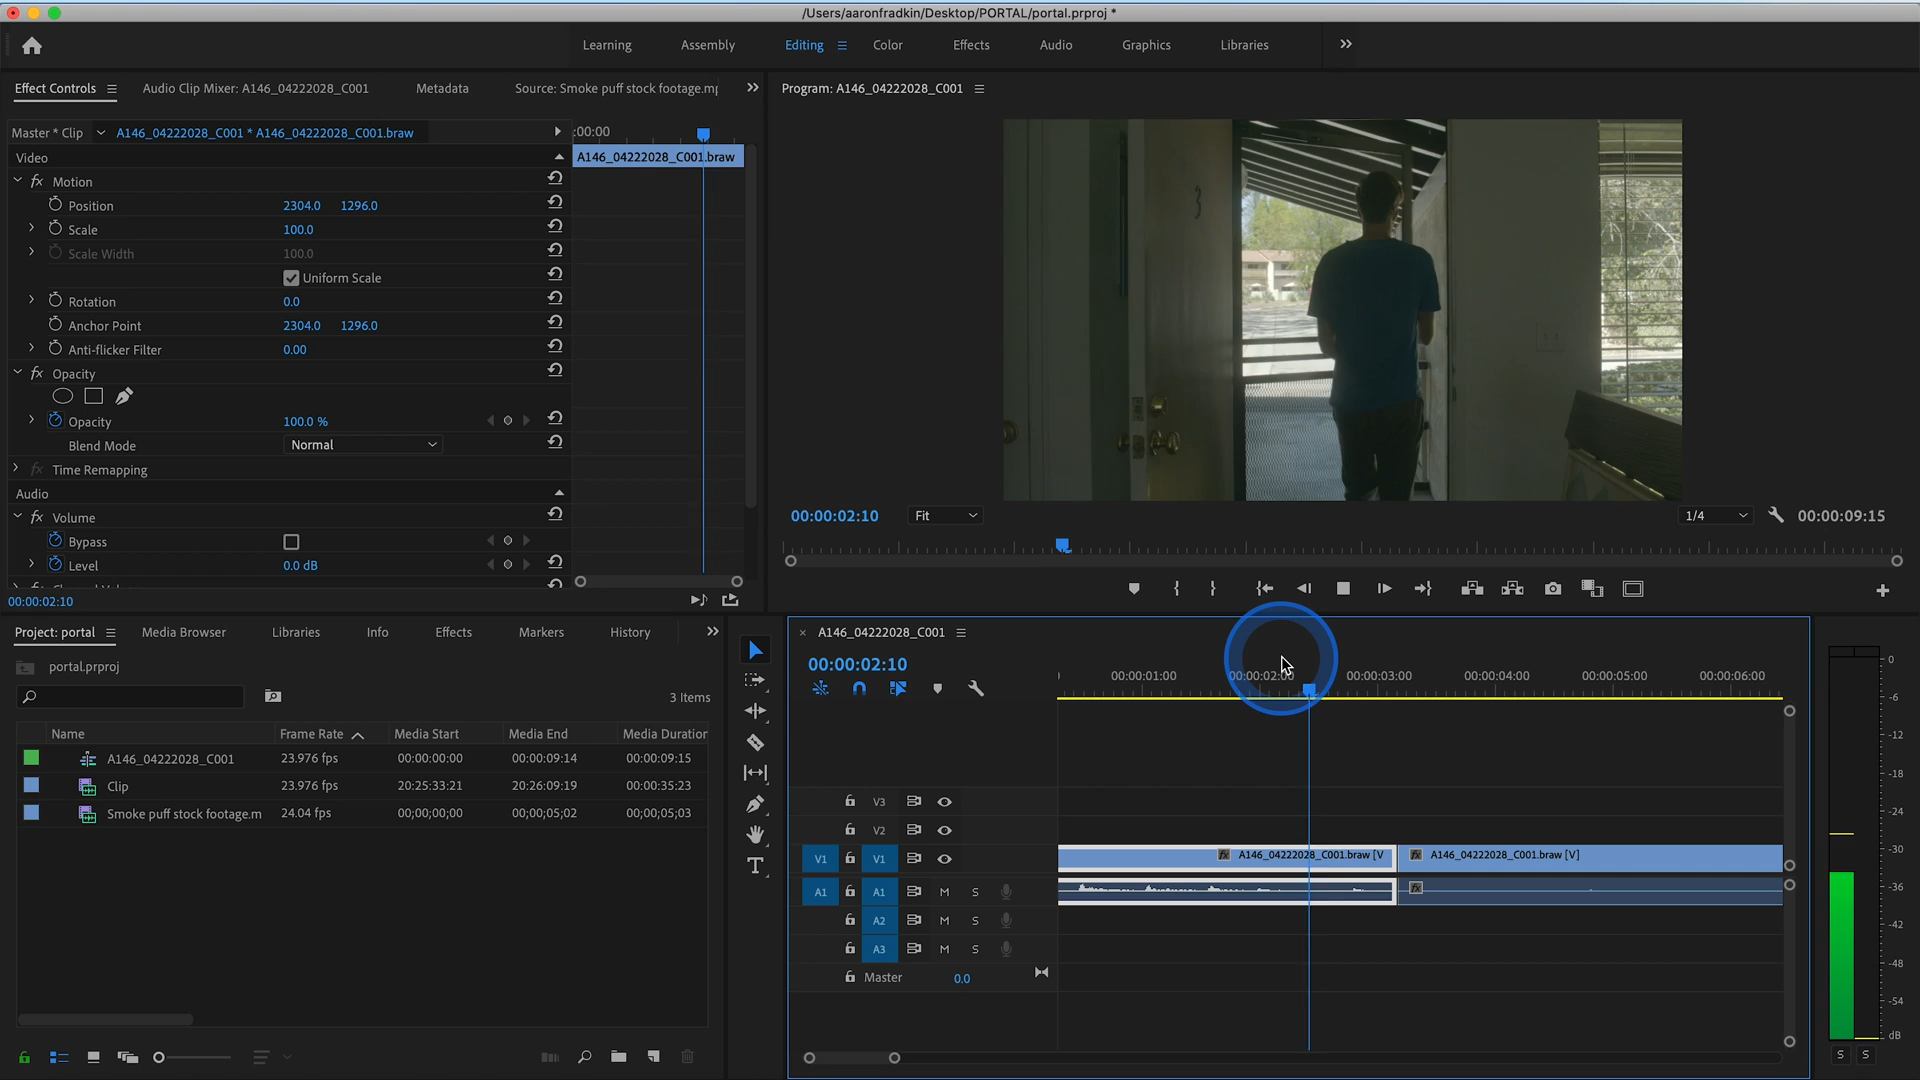 /Users/aaronfradkin/Desktop/PORTAL/portal.prproj *
Learning Assembly Editing Color Effects Audio Graphics Libraries
Effect Controls Audio Clip Mixer: A146_04222028_C001 Metadata Source: Smoke puff stock footage.mp
Program: A146_04222028_C001
Master * Clip A146_04222028_C001 * A146_04222028_C001.braw
:00:00
Video
A146_04222028_C001.braw
fx Motion
Position 2304.0 1296.0
Scale 100.0
Scale Width 100.0
Uniform Scale
Rotation 0.0
Anchor Point 2304.0 1296.0
Anti-flicker Filter 0.00
fx Opacity
Opacity 100.0 %
Blend Mode Normal
fx Time Remapping
Audio
fx Volume
Bypass
Level 0.0 dB
00:00:02:10
3
00:00:02:10 Fit 1/4 00:00:09:15
Project: portal Media Browser Libraries Info Effects Markers History
portal.prproj
3 Items
Name Frame Rate Media Start Media End Media Duration
A146_04222028_C001 23.976 fps 00:00:00:00 00:00:09:14 00:00:09:15
Clip 23.976 fps 20:25:33:21 20:26:09:19 00:00:35:23
Smoke puff stock footage.m 24.04 fps 00;00;00;00 00;00;05;02 00;00;05;03
T
× A146_04222028_C001
00:00:02:10
00:00:01:00 00:00:02:00 00:00:03:00 00:00:04:00 00:00:05:00 00:00:06:00
V3
V2
V1 V1 fx A146_04222028_C001.braw [V fx A146_04222028_C001.braw [V]
A1 A1 M S fx
A2 M S
A3 M S
Master 0.0
0
-6
-12
-18
-24
-30
-36
-42
-48
-54
dB
S S